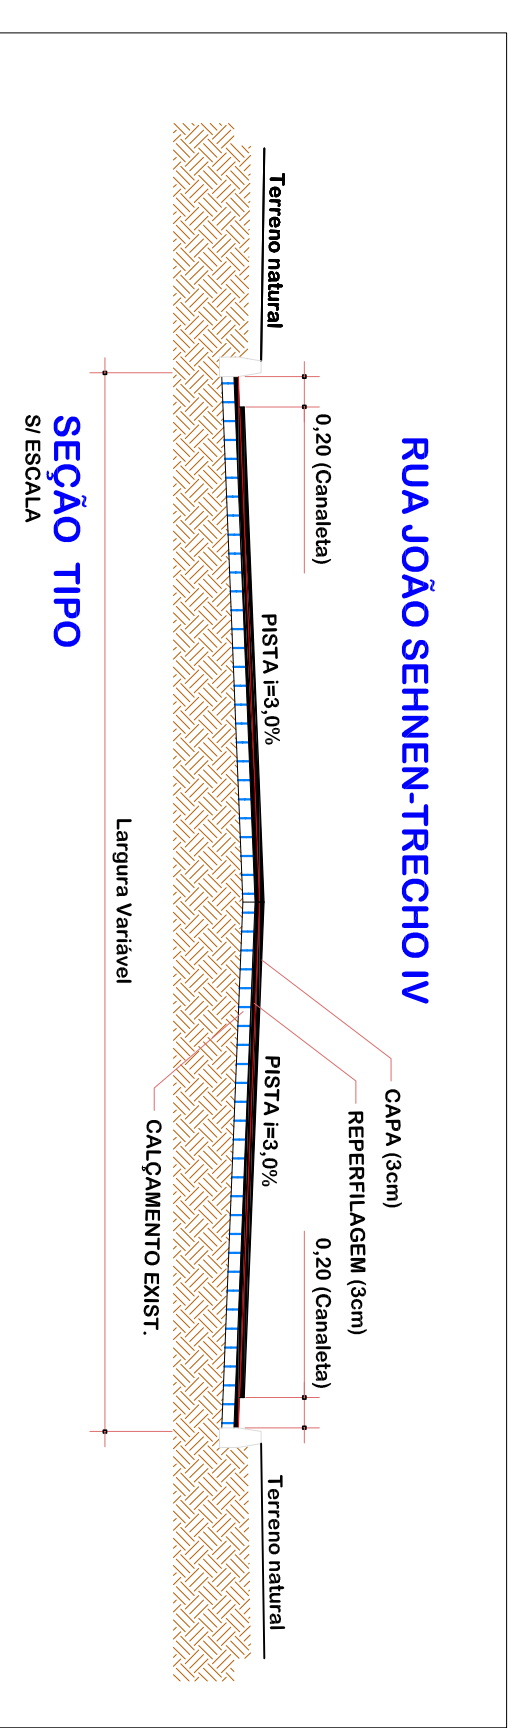 RUA JOÃO SEHNEN-TRECHO IV
CAPA (3cm)
REPERFILAGEM (3cm)
0,20 (Canaleta)
0,20 (Canaleta)
Terreno natural
PISTA i=3,0%
PISTA i=3,0%
Terreno natural
CALÇAMENTO EXIST.
Largura Variável
SEÇÃO TIPO
S/ ESCALA